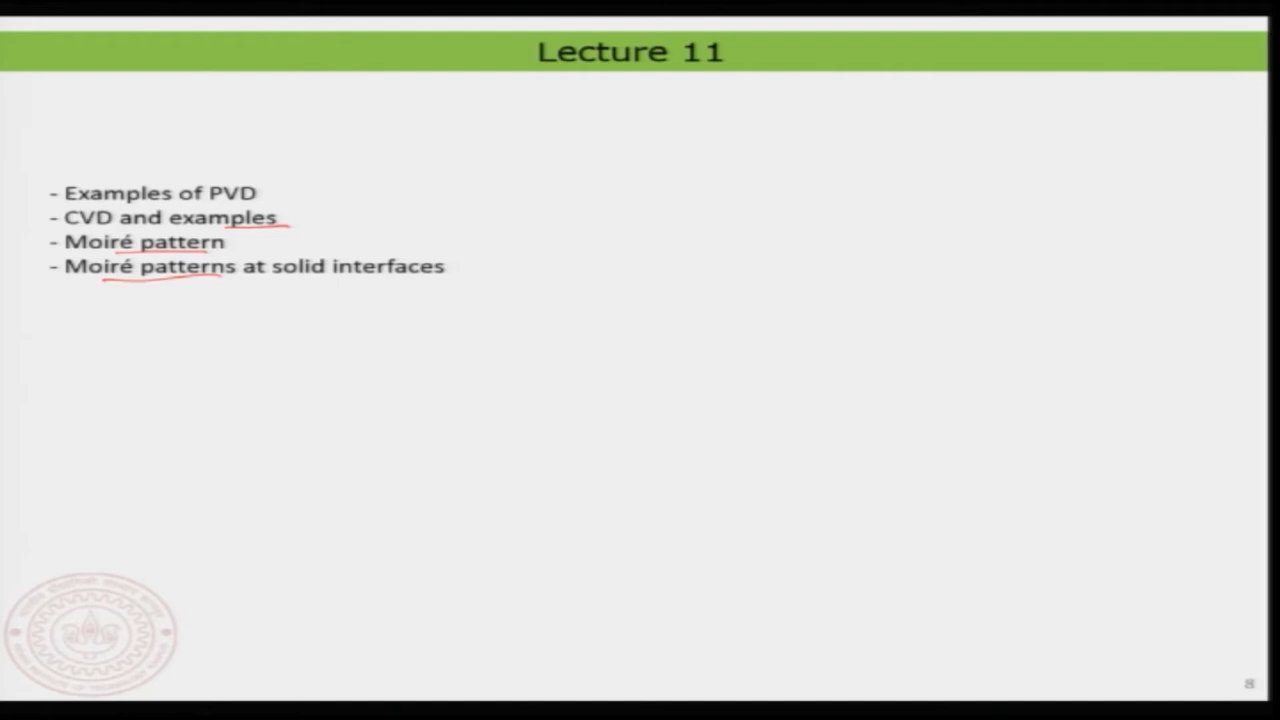 Lecture 11
- Examples of PVD
- CVD and examples
- Moiré pattern
- Moiré patterns at solid interfaces
8